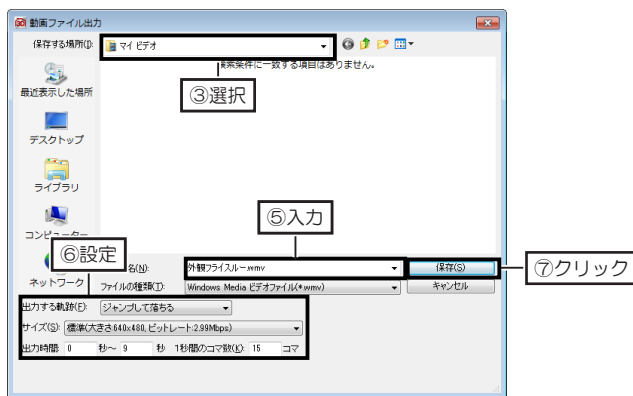 動画ファイル出力
保存する場所(I): マイ ビデオ
検索条件に一致する項目はありません。
③選択
最近表示した場所
デスクトップ
ライブラリ
コンピューター
⑤入力
⑥設定
名(N): 外観フライスルー.wmv 保存(S)
⑦クリック
ネットワーク ファイルの種類(T): Windows Media ビデオファイル(*.wmv) キャンセル
出力する軌跡(F): ジャンプして落ちる
サイズ(S): 標準(大きさ:640x480, ビットレート:2.99Mbps)
出力時間 0 秒～ 9 秒 1秒間のコマ数(K): 15 コマ